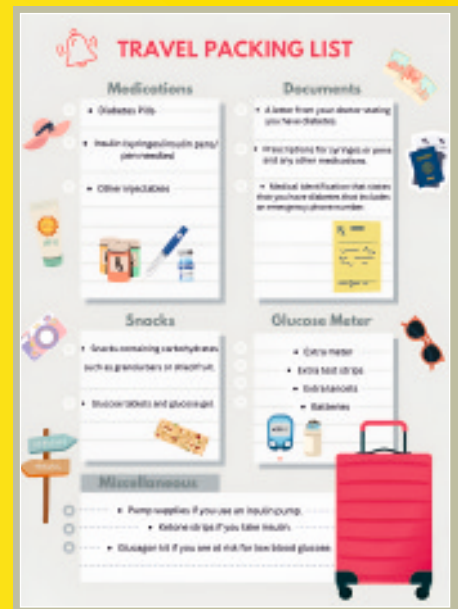 TRAVEL PACKING LIST
Medications
• Diabetes Pills
• Insulin (syringes/insulin pens/
pen needles)
• Other injectables
Documents
• A letter from your doctor stating
you have diabetes.
• Prescriptions for syringes or pens
and any other medications.
• Medical identification that states
that you have diabetes that includes
an emergency phone number.
Snacks
• Snacks containing carbohydrates
such as granola bars or dried fruit.
• Glucose tablets and glucose gel.
Glucose Meter
• Extra meter
• Extra test strips
• Extra lancets
• Batteries
Miscellaneous
• Pump supplies if you use an insulin pump.
• Ketone strips if you take insulin.
• Glucagon kit if you are at risk for low blood glucose.